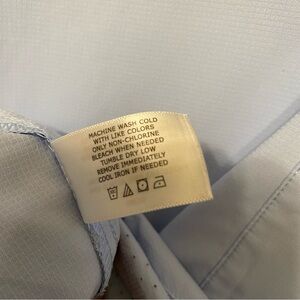 MACHINE WASH COLD
WITH LIKE COLORS
ONLY NON-CHLORINE
BLEACH WHEN NEEDED
TUMBLE DRY LOW
REMOVE IMMEDIATELY
COOL IRON IF NEEDED